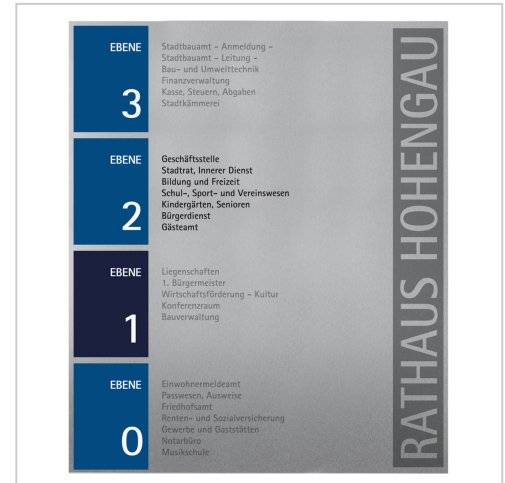 EBENE
3
Stadtbauamt - Anmeldung -
Stadtbauamt - Leitung -
Bau- und Umwelttechnik
Finanzverwaltung
Kasse, Steuern, Abgaben
Stadtkämmerei
EBENE
2
Geschäftsstelle
Stadtrat, Innerer Dienst
Bildung und Freizeit
Schul-, Sport- und Vereinswesen
Kindergärten, Senioren
Bürgerdienst
Gästeamt
EBENE
1
Liegenschaften
1. Bürgermeister
Wirtschaftsförderung - Kultur
Konferenzraum
Bauverwaltung
EBENE
0
Einwohnermeldeamt
Passwesen, Ausweise
Friedhofsamt
Renten- und Sozialversicherung
Gewerbe und Gaststätten
Notarbüro
Musikschule
RATHAUS HOHENGAU